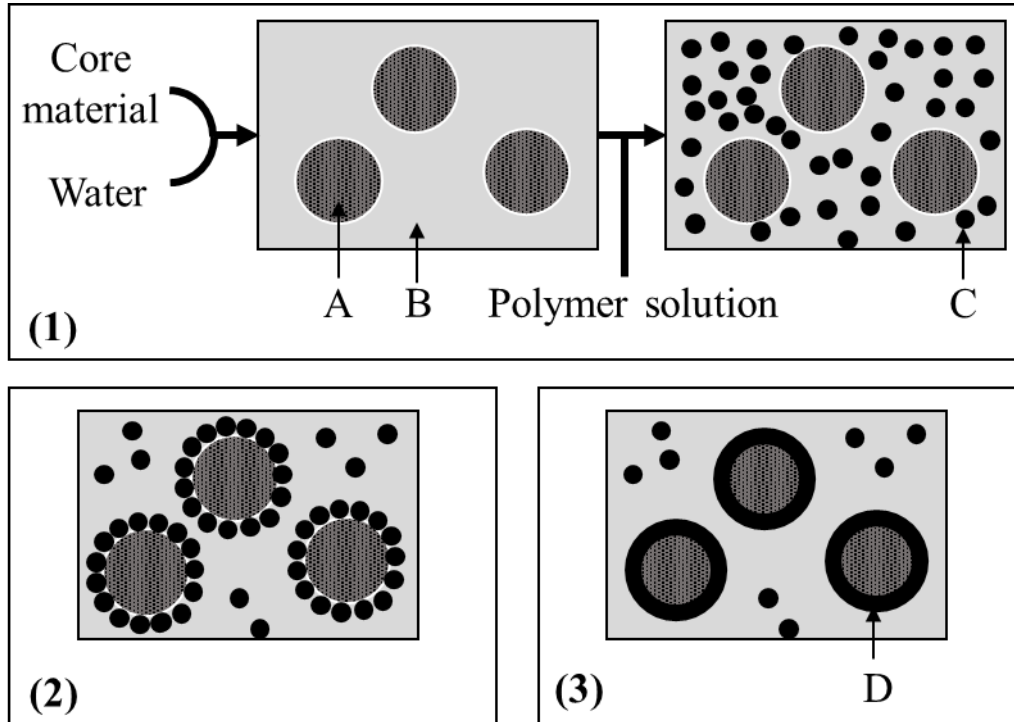 Core
material
Water
A
B
Polymer solution
C
(1)
(2)
(3)
D